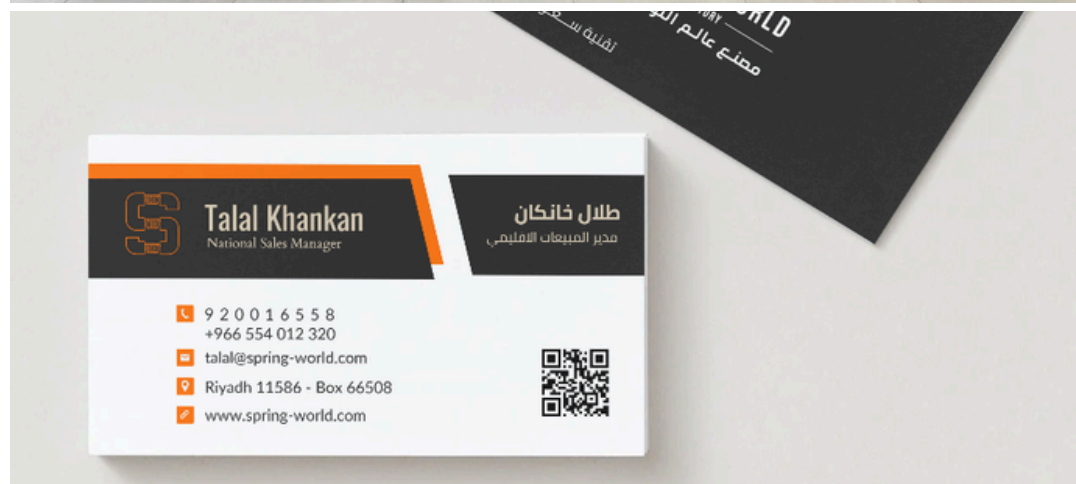 ORLD
مصنع عالم
Talal Khankan
National Sales Manager
طلال خانكان
مدير المبيعات الاقليمي
9 2 0 0 1 6 5 5 8
+966 554 012 320
talal@spring-world.com
Riyadh 11586 - Box 66508
www.spring-world.com